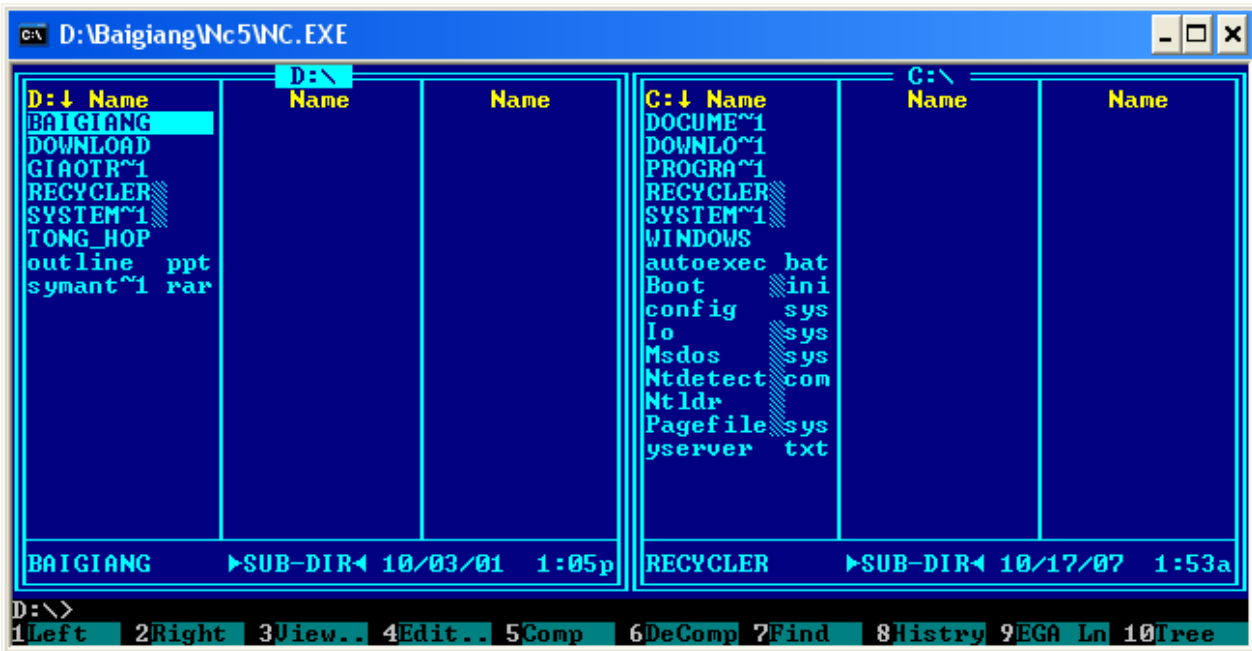 D:\Baigiang\Nc5\NC.EXE
D:\ C:\
D:↓ Name Name Name C:↓ Name Name Name
BAIGIANG DOCUME~1
DOWNLOAD DOWNLO~1
GIAOTR~1 PROGRA~1
RECYCLER░ RECYCLER░
SYSTEM~1░ SYSTEM~1░
TONG_HOP WINDOWS
outline ppt autoexec bat
symant~1 rar Boot ░ini
config sys
Io ░sys
Msdos ░sys
Ntdetect░com
Ntldr ░
Pagefile░sys
yserver txt
BAIGIANG ►SUB-DIR◄ 10/03/01 1:05p RECYCLER ►SUB-DIR◄ 10/17/07 1:53a
D:\>
1Left 2Right 3View.. 4Edit.. 5Comp 6DeComp 7Find 8Histry 9EGA Ln 10Tree